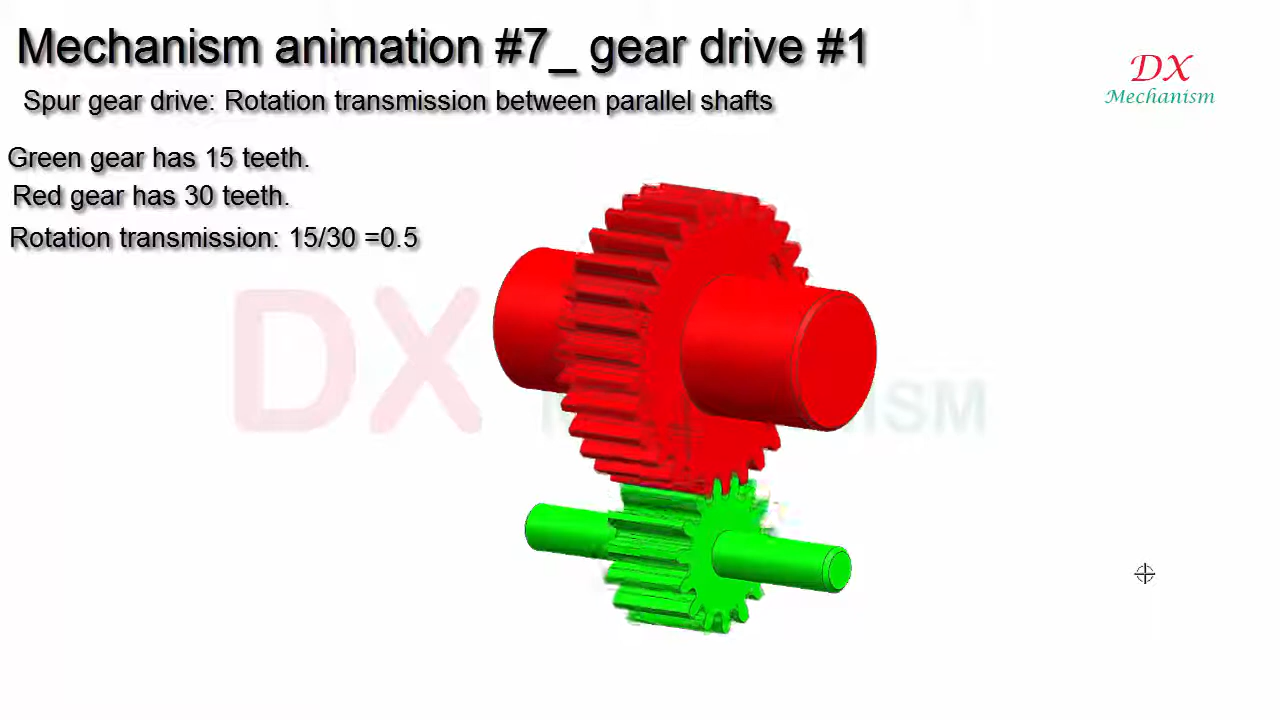 Mechanism animation #7_ gear drive #1
DX
Mechanism
Spur gear drive: Rotation transmission between parallel shafts
Green gear has 15 teeth.
Red gear has 30 teeth.
Rotation transmission: 15/30 =0.5
DX